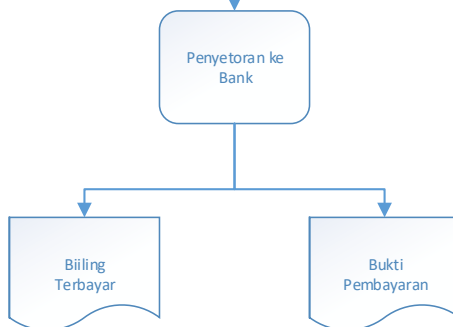 Penyetoran ke
Bank
Biiling
Terbayar
Bukti
Pembayaran